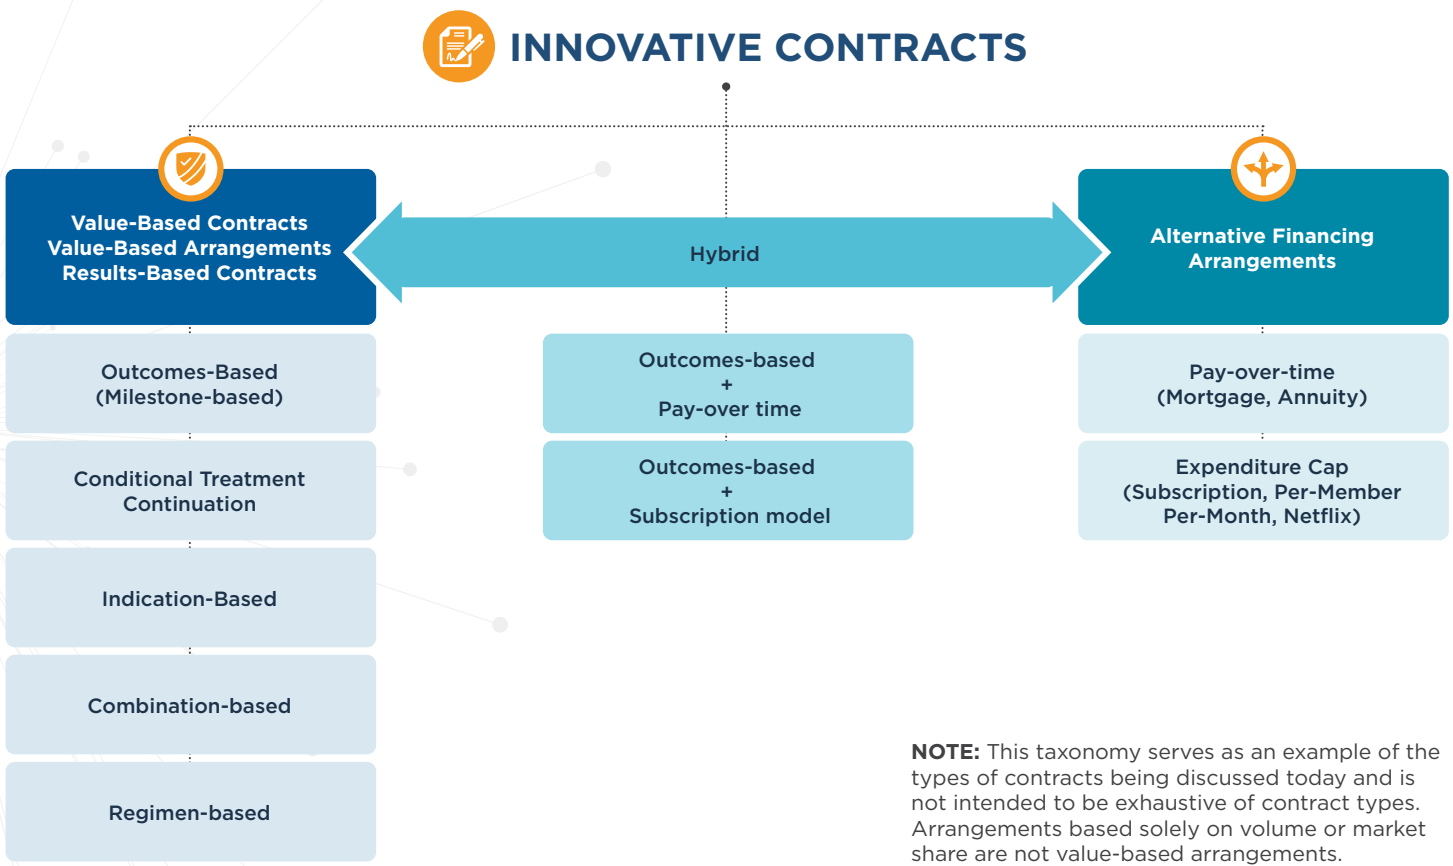 INNOVATIVE CONTRACTS
Value-Based Contracts
Value-Based Arrangements
Results-Based Contracts
Outcomes-Based
(Milestone-based)
Conditional Treatment
Continuation
Indication-Based
Combination-based
Regimen-based
Hybrid
Outcomes-based
+
Pay-over time
Outcomes-based
+
Subscription model
Alternative Financing
Arrangements
Pay-over-time
(Mortgage, Annuity)
Expenditure Cap
(Subscription, Per-Member
Per-Month, Netflix)
NOTE: This taxonomy serves as an example of the
types of contracts being discussed today and is
not intended to be exhaustive of contract types.
Arrangements based solely on volume or market
share are not value-based arrangements.